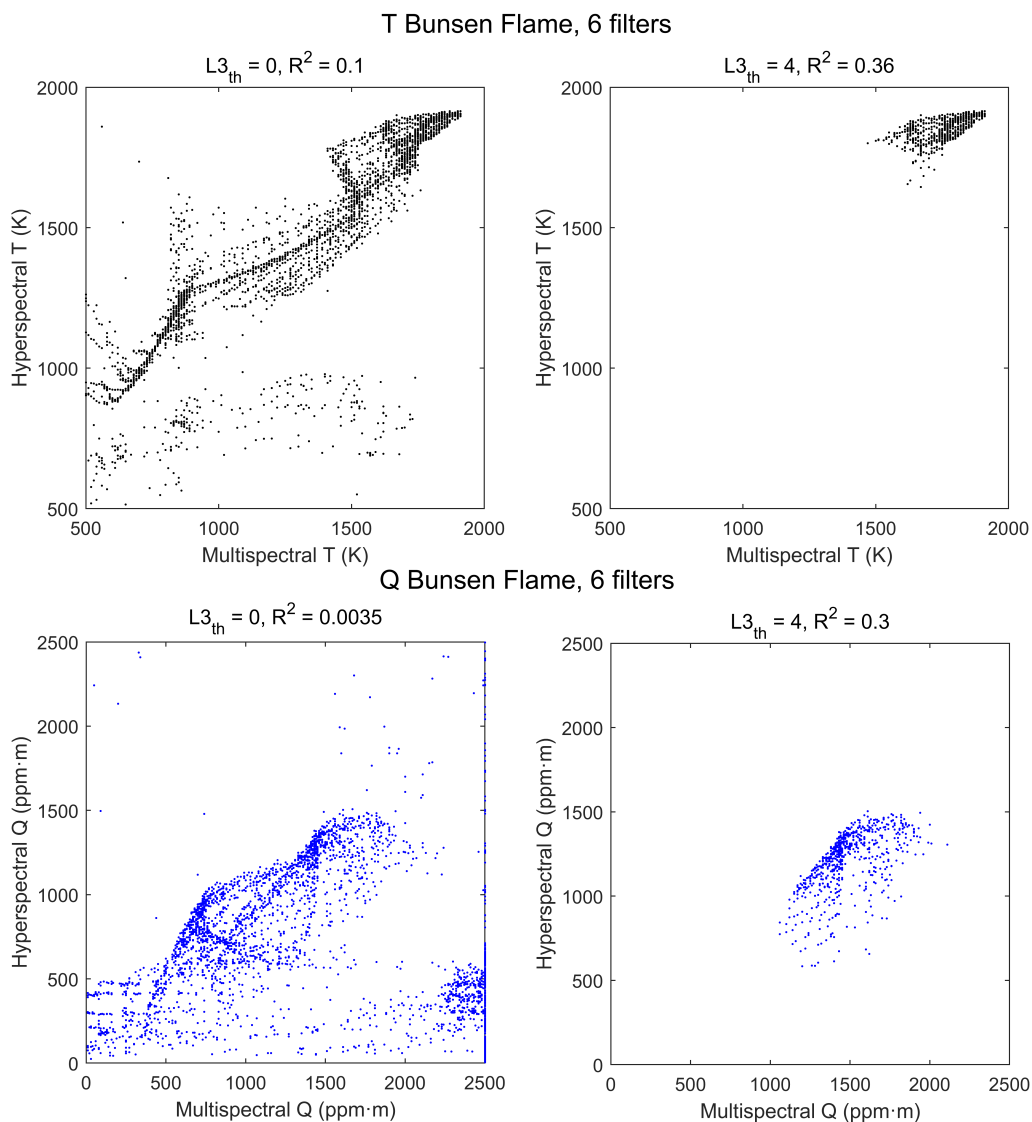 T Bunsen Flame, 6 filters
L3th = 0, R2 = 0.1
L3th = 4, R2 = 0.36
2000
1500
1000
500
Hyperspectral T (K)
500 1000 1500 2000
Multispectral T (K)
2000
1500
1000
500
Hyperspectral T (K)
500 1000 1500 2000
Multispectral T (K)
Q Bunsen Flame, 6 filters
L3th = 0, R2 = 0.0035
L3th = 4, R2 = 0.3
2500
2000
1500
1000
500
0
Hyperspectral Q (ppm·m)
0 500 1000 1500 2000 2500
Multispectral Q (ppm·m)
2500
2000
1500
1000
500
0
Hyperspectral Q (ppm·m)
0 500 1000 1500 2000 2500
Multispectral Q (ppm·m)